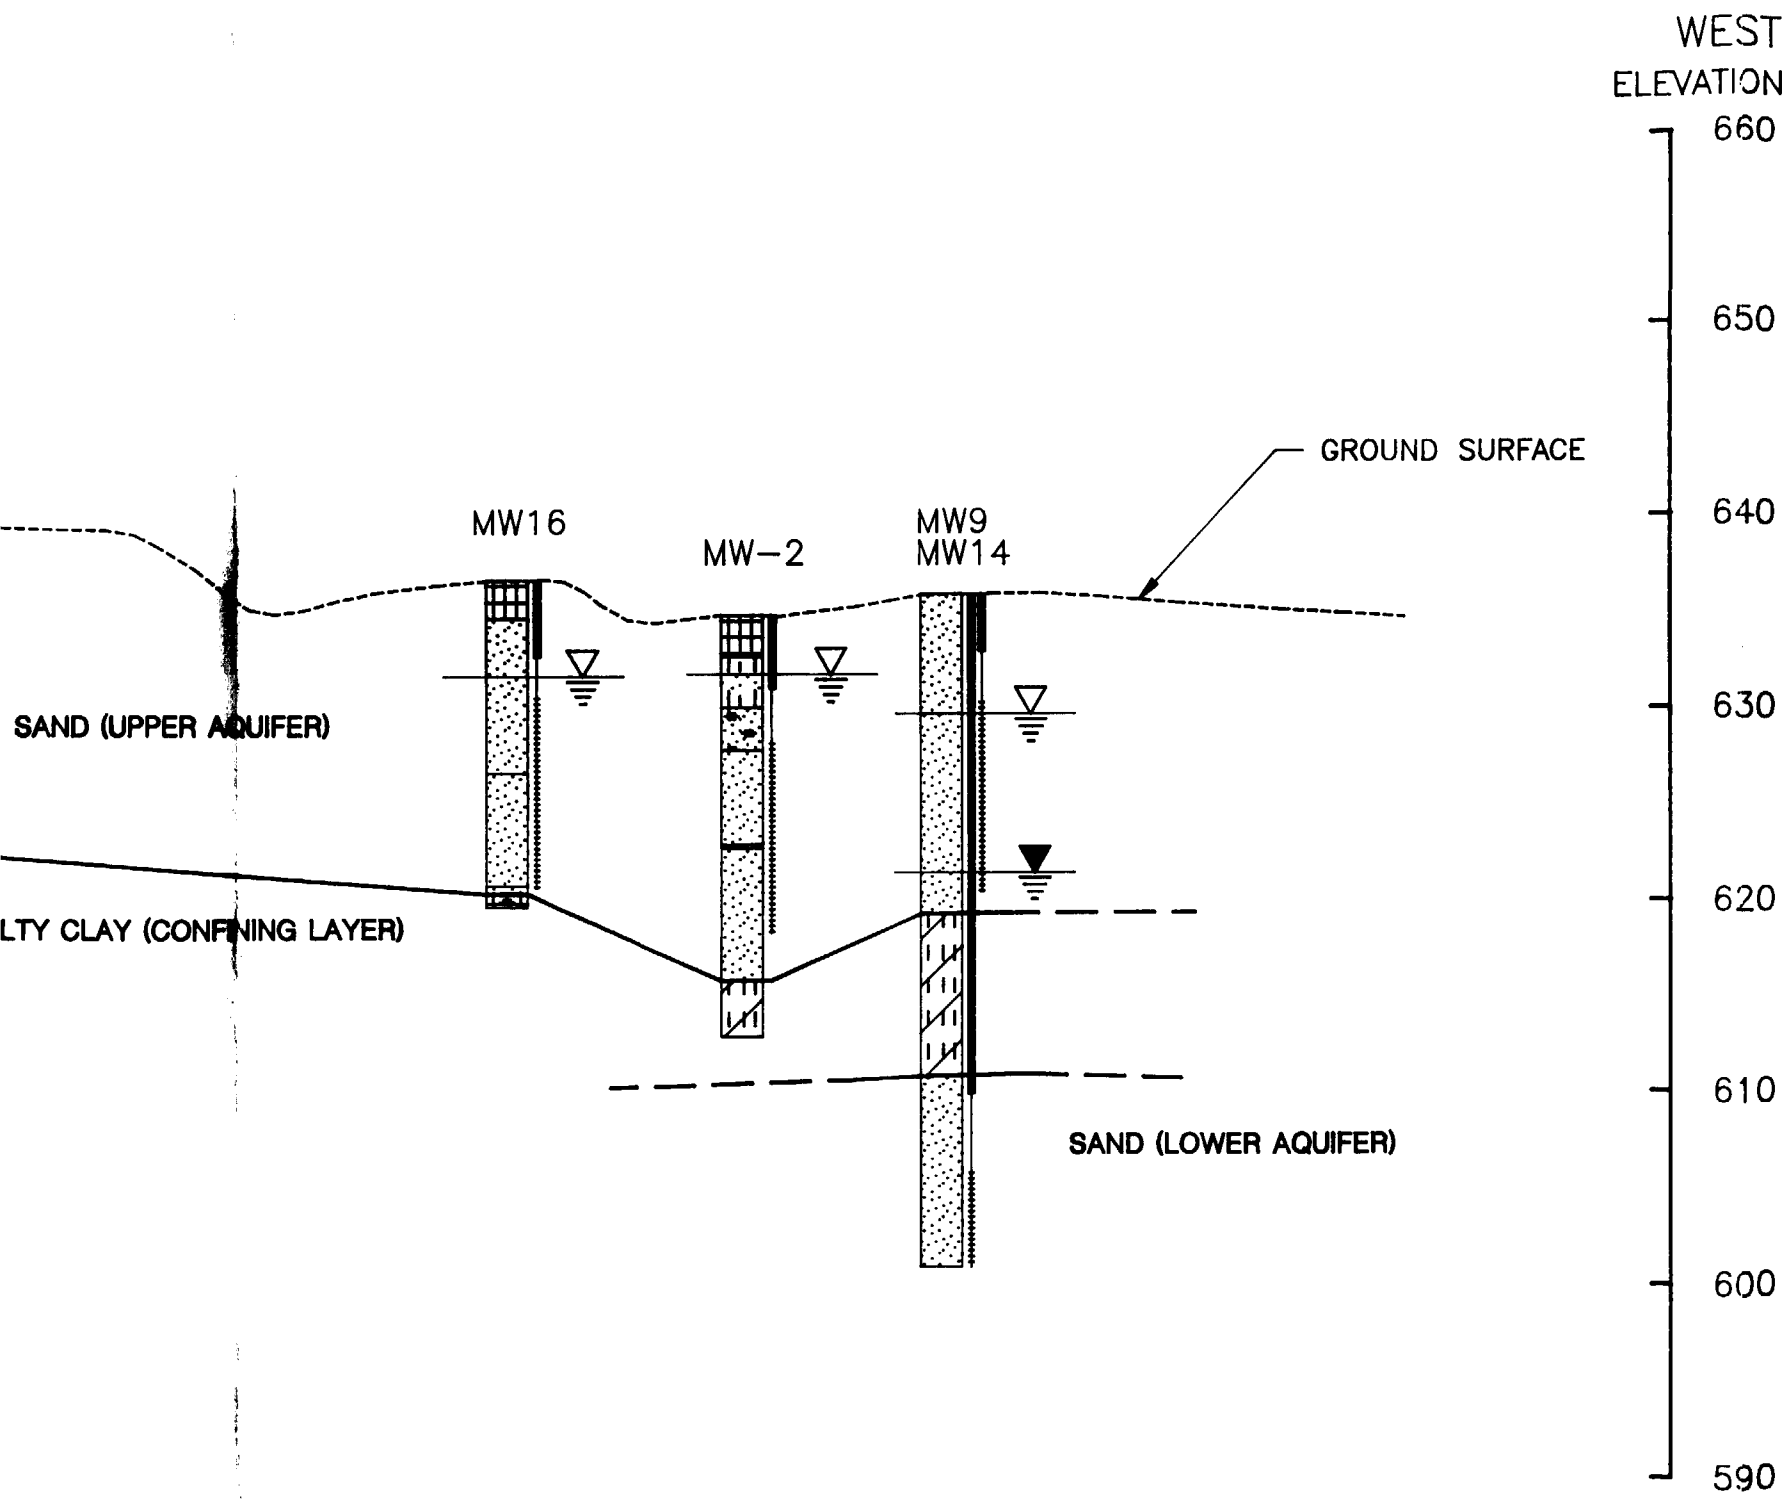 WEST
ELEVATION
660
650
GROUND SURFACE
640
MW16
MW-2
MW9
MW14
630
SAND (UPPER AQUIFER)
620
LTY CLAY (CONFINING LAYER)
610
SAND (LOWER AQUIFER)
600
590